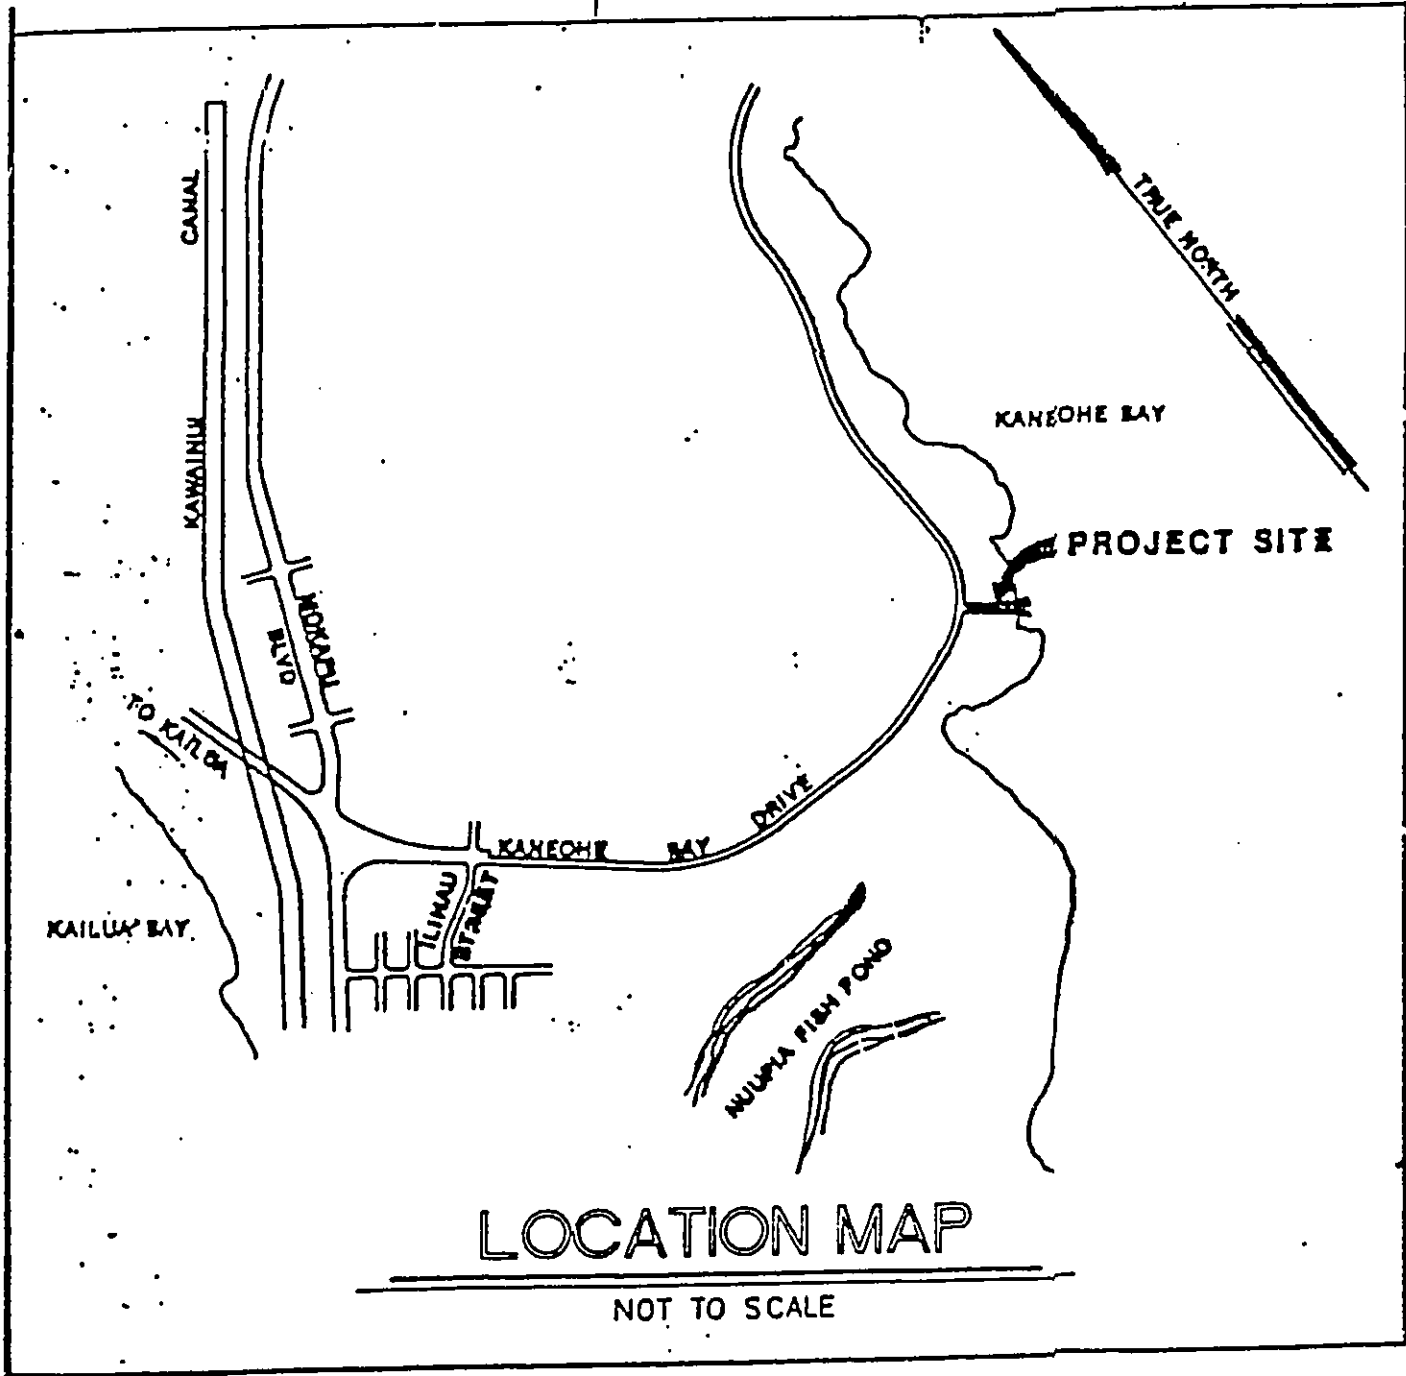 CANAL
TRUE NORTH
KAWAINUI
KANEOHE BAY
PROJECT SITE
MOKAPU
BLVD
TO KAILUA
DRIVE
KANEOHE BAY
ILIMAU
STREET
KAILUA BAY
NUUPIA FISH POND
LOCATION MAP
NOT TO SCALE